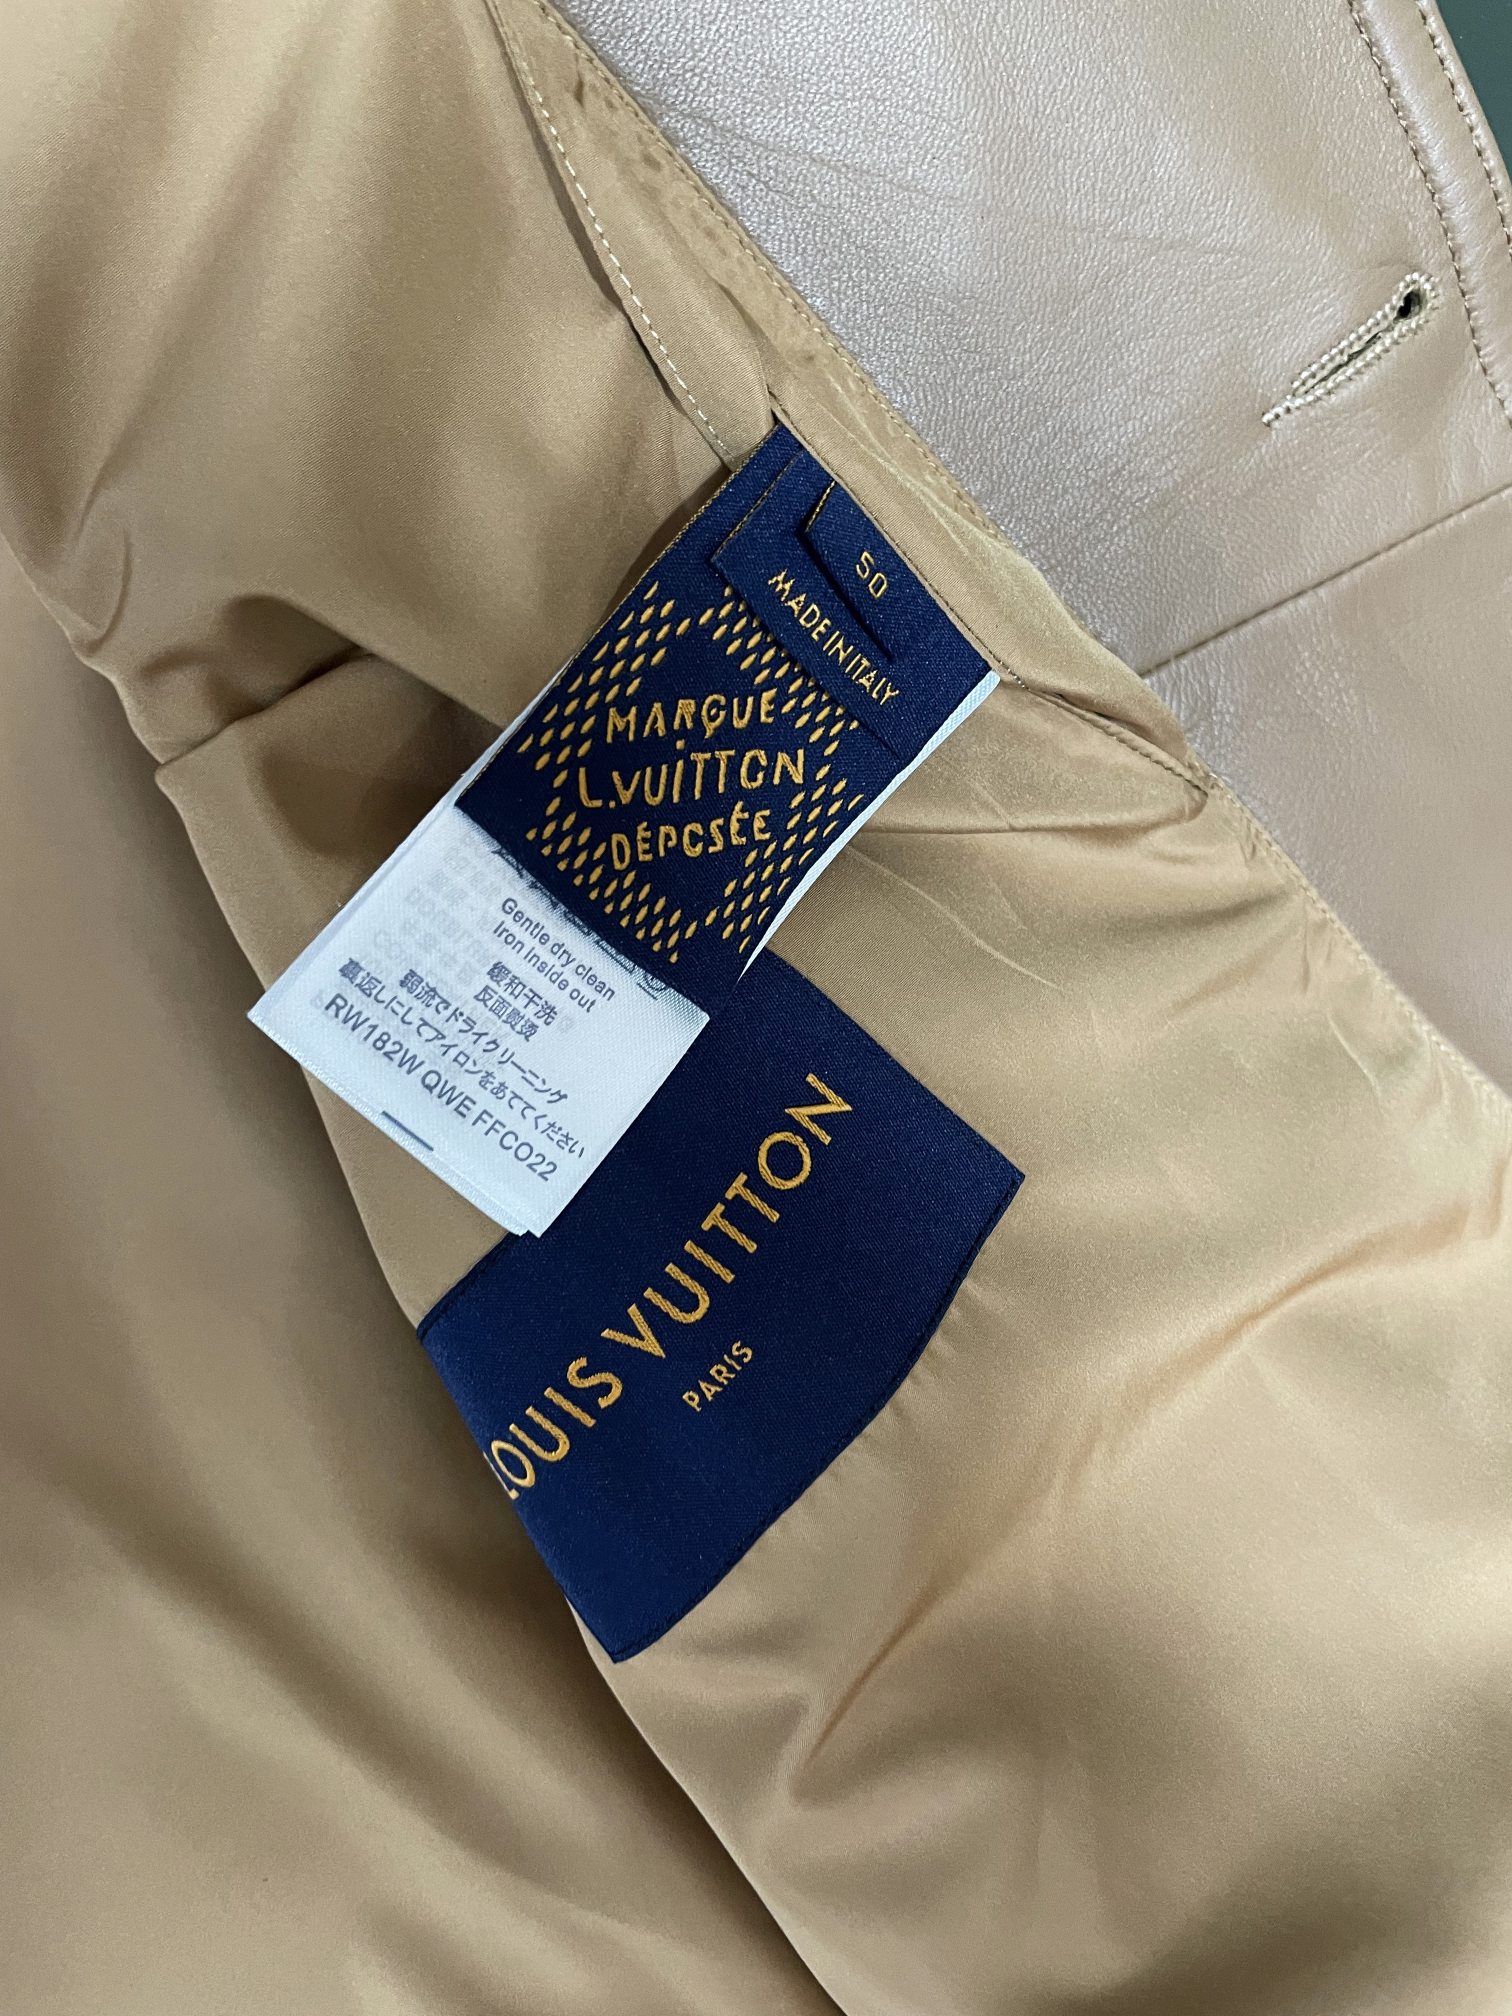 50
MADE IN ITALY
MARQUE
L.VUITTON
DÉPOSÉE
Gentle dry clean
Iron inside out
缓和干洗
反面熨烫
弱流でドライクリーニング
裏返しにしてアイロンをあててください
RW182W QWE FFCO22
LOUIS VUITTON
PARIS